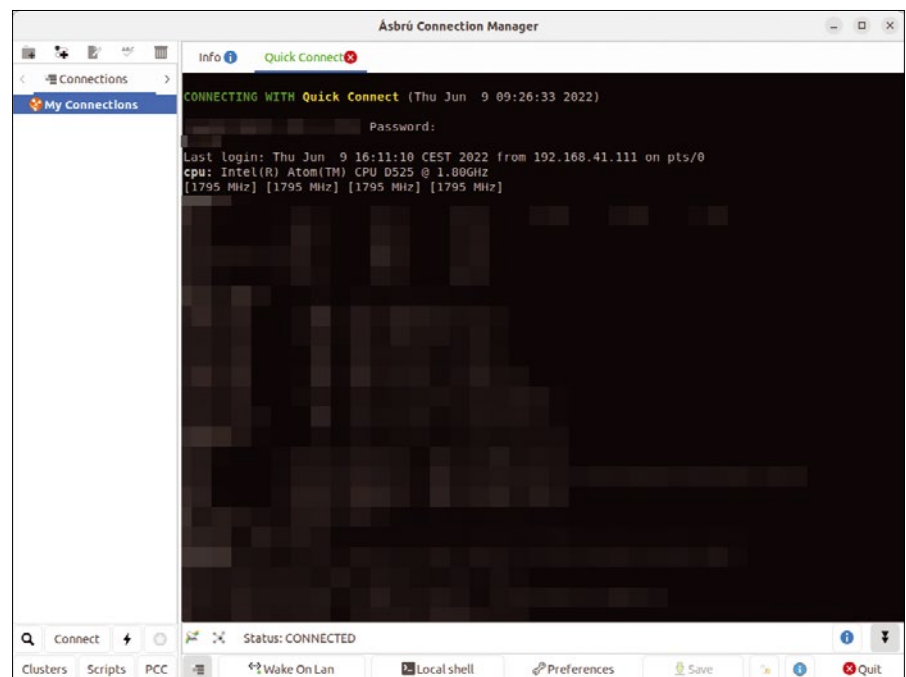 Ásbrú Connection Manager
Info
Quick Connect
Connections
My Connections
CONNECTING WITH Quick Connect (Thu Jun  9 09:26:33 2022)
Password:
Last login: Thu Jun  9 16:11:10 CEST 2022 from 192.168.41.111 on pts/0
cpu: Intel(R) Atom(TM) CPU D525 @ 1.80GHz
[1795 MHz] [1795 MHz] [1795 MHz] [1795 MHz]
Connect
Status: CONNECTED
Clusters Scripts PCC
Wake On Lan
Local shell
Preferences
Save
Quit